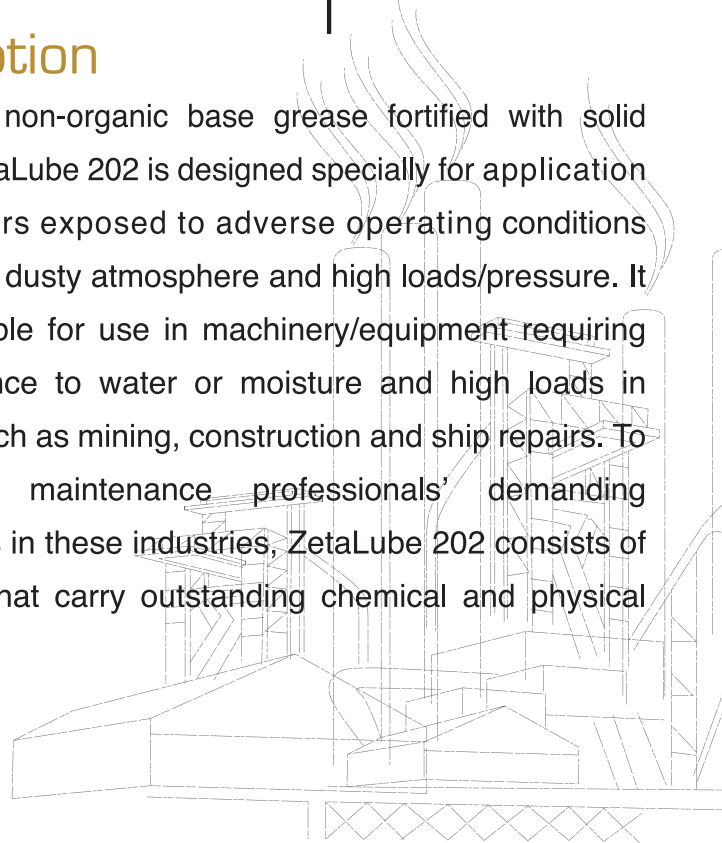 ption
non-organic base grease fortified with solid
aLube 202 is designed specially for application
rs exposed to adverse operating conditions
dusty atmosphere and high loads/pressure. It
ble for use in machinery/equipment requiring
nce to water or moisture and high loads in
ch as mining, construction and ship repairs. To
maintenance professionals’ demanding
s in these industries, ZetaLube 202 consists of
hat carry outstanding chemical and physical